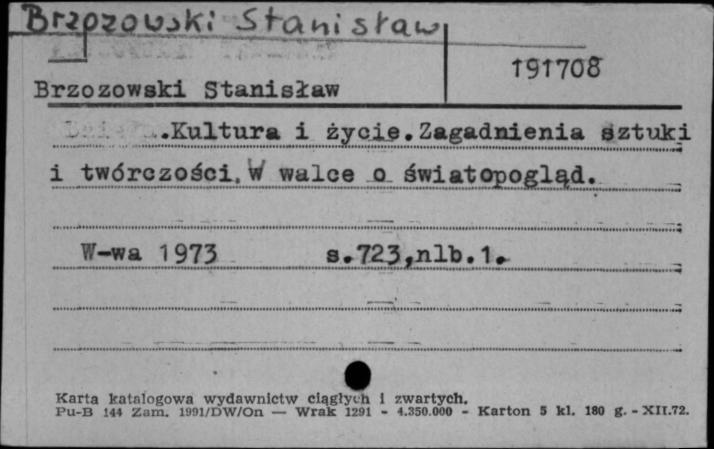 Brzozowski Stanisław
191708
Brzozowski Stanisław
.Kultura i życie.Zagadnienia sztuki
i twórczości.W walce o światopogląd.
W-wa 1973 s.723,nlb.1.
Karta katalogowa wydawnictw ciągłych i zwartych.
Pu-B 144 Zam. 1991/DW/On — Wrak 1291 - 4.350.000 - Karton 5 kl. 180 g. - XII.72.